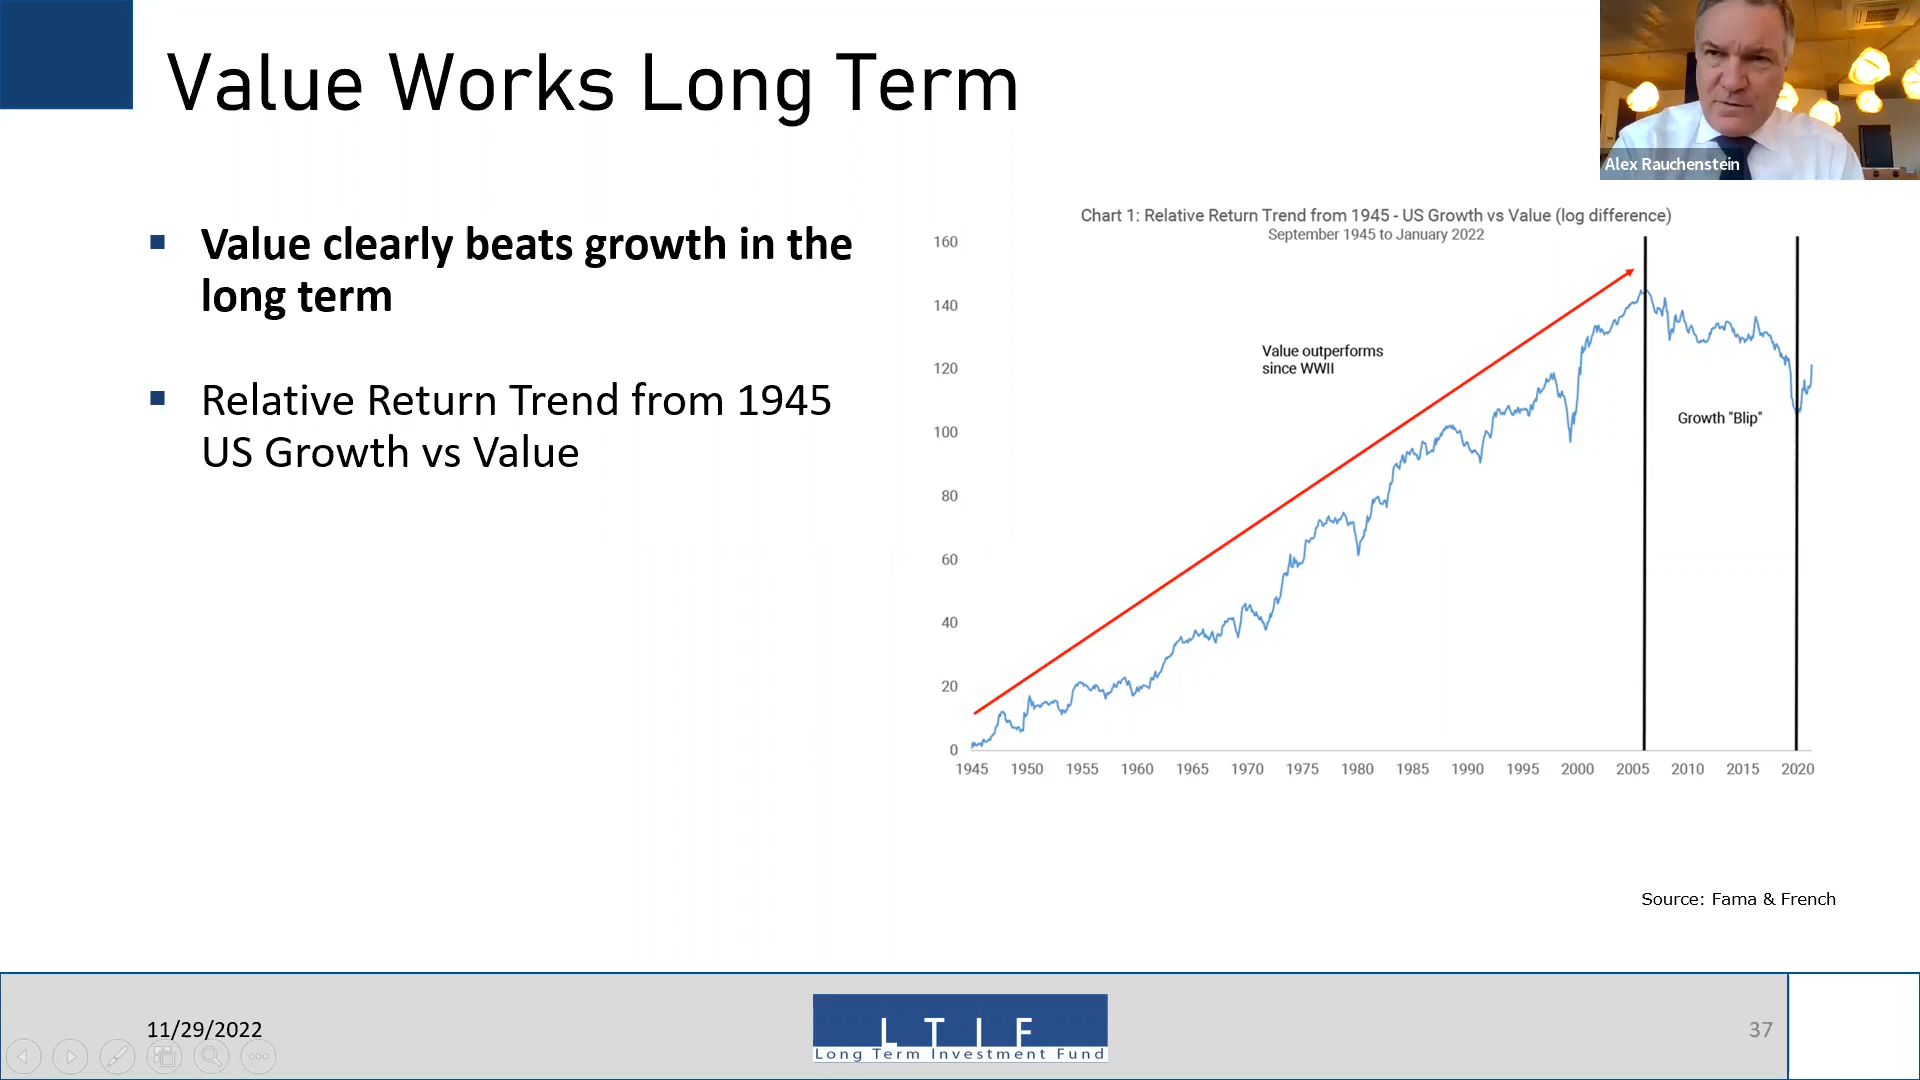 Value Works Long Term
Alex Rauchenstein
Value clearly beats growth in the
long term
Relative Return Trend from 1945
US Growth vs Value
Chart 1: Relative Return Trend from 1945 - US Growth vs Value (log difference)
September 1945 to January 2022
160
140
120
100
80
60
40
20
0
Value outperforms
since WWII
Growth "Blip"
1945 1950 1955 1960 1965 1970 1975 1980 1985 1990 1995 2000 2005 2010 2015 2020
Source: Fama & French
11/29/2022
LTIF
Long Term Investment Fund
37